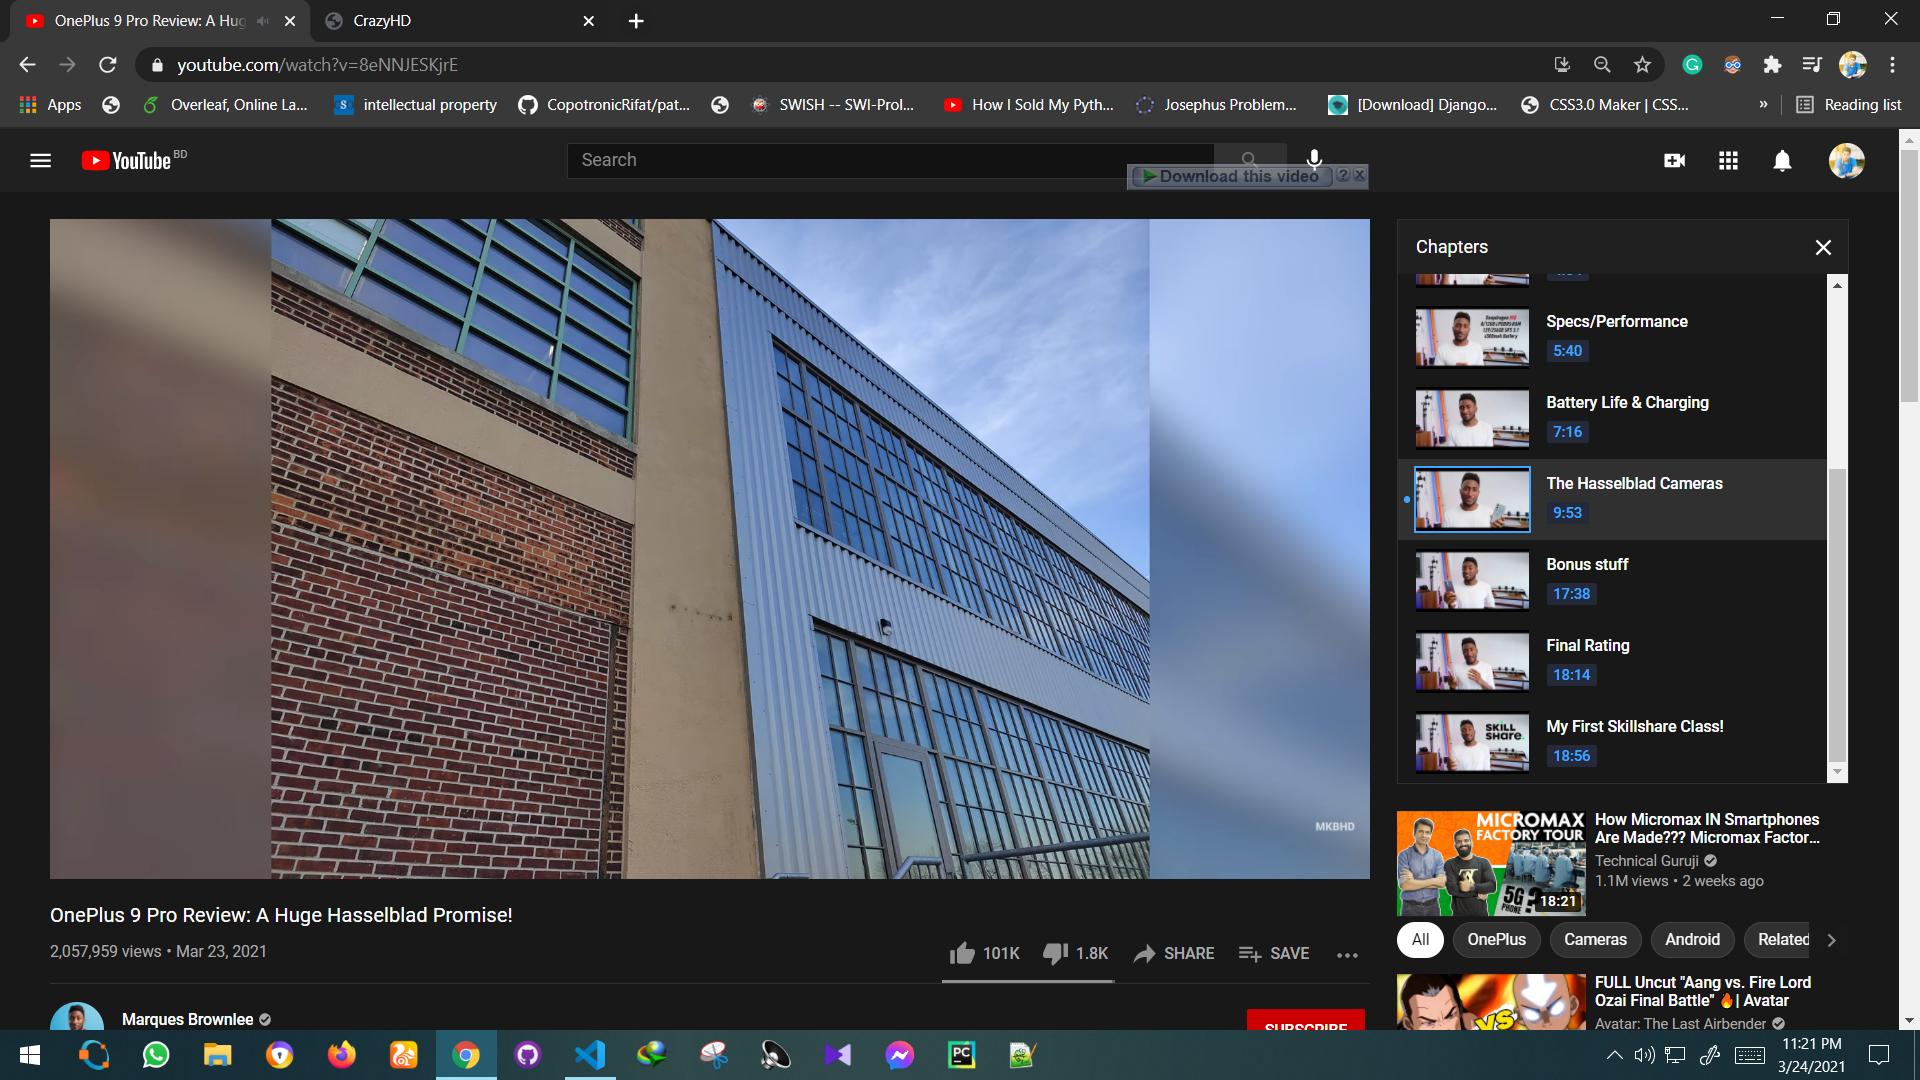 OnePlus 9 Pro Review: A Hug
CrazyHD
youtube.com/watch?v=8eNNJESKjrE
Apps
Overleaf, Online La...
intellectual property
CopotronicRifat/pat...
SWISH -- SWI-Prol...
How I Sold My Pyth...
Josephus Problem...
[Download] Django...
CSS3.0 Maker | CSS...
»
Reading list
YouTube BD
Search
Download this video
Chapters
Specs/Performance
5:40
Battery Life & Charging
7:16
The Hasselblad Cameras
9:53
Bonus stuff
17:38
Final Rating
18:14
SKILL
SHARE.
My First Skillshare Class!
18:56
MKBHD
MICROMAX
FACTORY TOUR
5G ?
PHONE
18:21
How Micromax IN Smartphones
Are Made??? Micromax Factor...
Technical Guruji
1.1M views • 2 weeks ago
OnePlus 9 Pro Review: A Huge Hasselblad Promise!
2,057,959 views • Mar 23, 2021
101K
1.8K
SHARE
SAVE
All
OnePlus
Cameras
Android
Related
VS
FULL Uncut "Aang vs. Fire Lord
Ozai Final Battle" 🔥| Avatar
Avatar: The Last Airbender
Marques Brownlee
SUBSCRIBE
PC
11:21 PM
3/24/2021